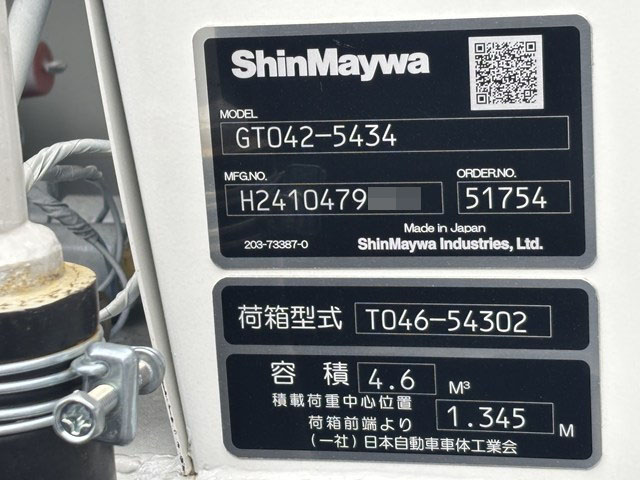 ShinMaywa
MODEL
GT042-5434
MFG.NO. ORDER.NO.
H2410479 51754
Made in Japan
203-73387-0 ShinMaywa Industries, Ltd.
荷箱型式 T046-54302
容積 4.6 M³
積載荷重中心位置
荷箱前端より 1.345 M
(一社)日本自動車車体工業会